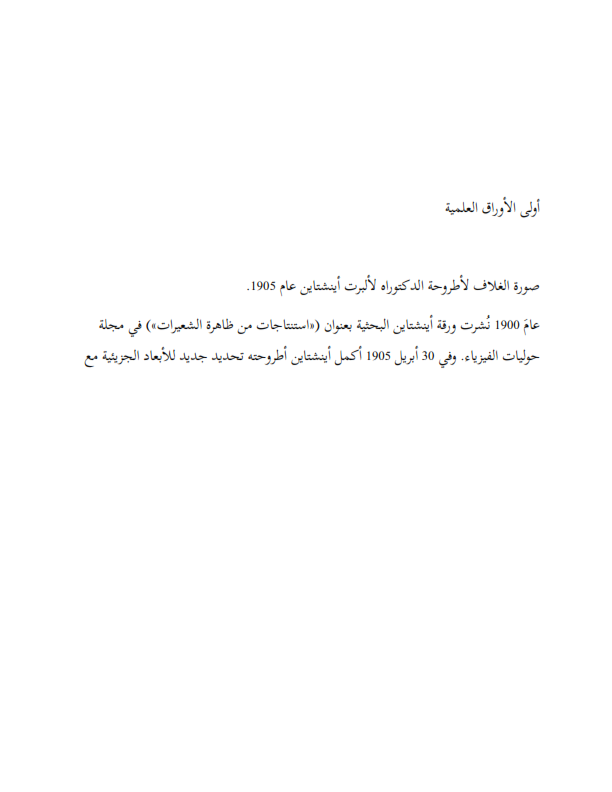 أولى الأوراق العلمية
صورة الغلاف لأطروحة الدكتوراه لألبرت أينشتاين عام 1905.
عامَ 1900 نُشرت ورقة أينشتاين البحثية بعنوان («استنتاجات من ظاهرة الشعيرات») في مجلة
حوليات الفيزياء. وفي 30 أبريل 1905 أكمل أينشتاين أطروحته تحديد جديد للأبعاد الجزيئية مع